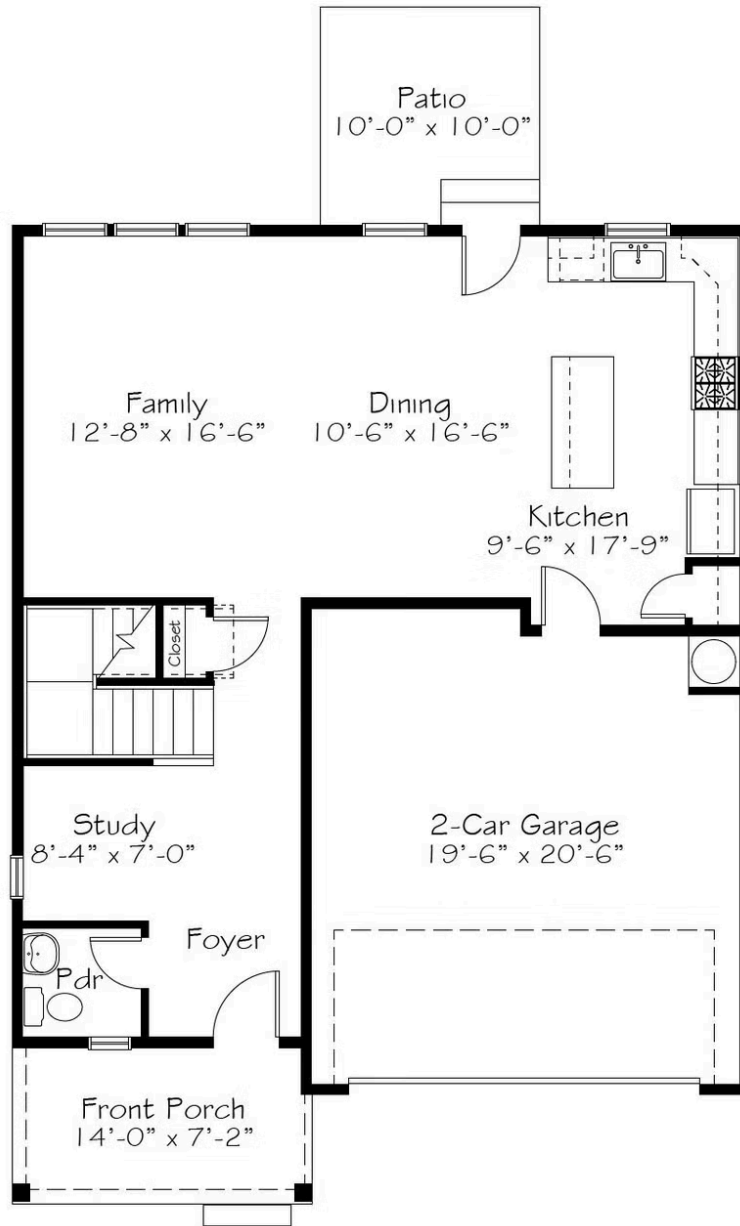 Patio
10'-0" x 10'-0"
Family
12'-8" x 16'-6"
Dining
10'-6" x 16'-6"
Kitchen
9'-6" x 17'-9"
Closet
Study
8'-4" x 7'-0"
2-Car Garage
19'-6" x 20'-6"
Foyer
Pdr
Front Porch
14'-0" x 7'-2"